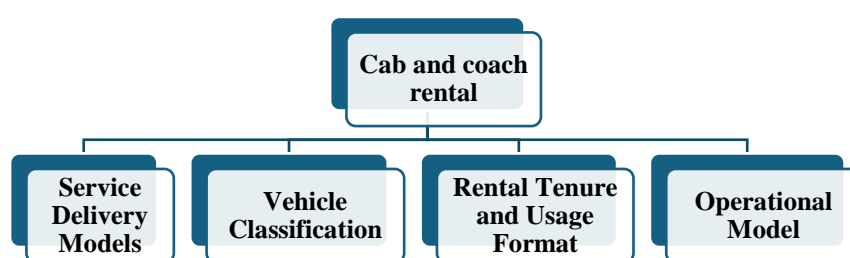 Cab and coach
rental
Service
Delivery
Models
Vehicle
Classification
Rental Tenure
and Usage
Format
Operational
Model